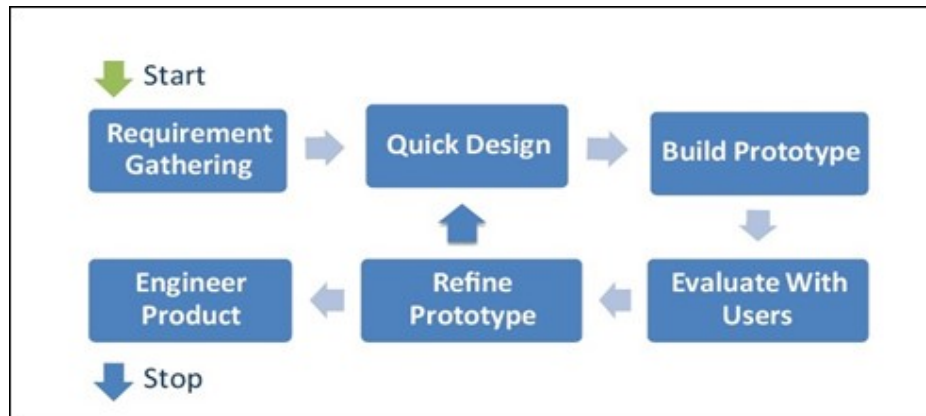 Start
Requirement
Gathering
Quick Design
Build Prototype
Engineer
Product
Refine
Prototype
Evaluate With
Users
Stop